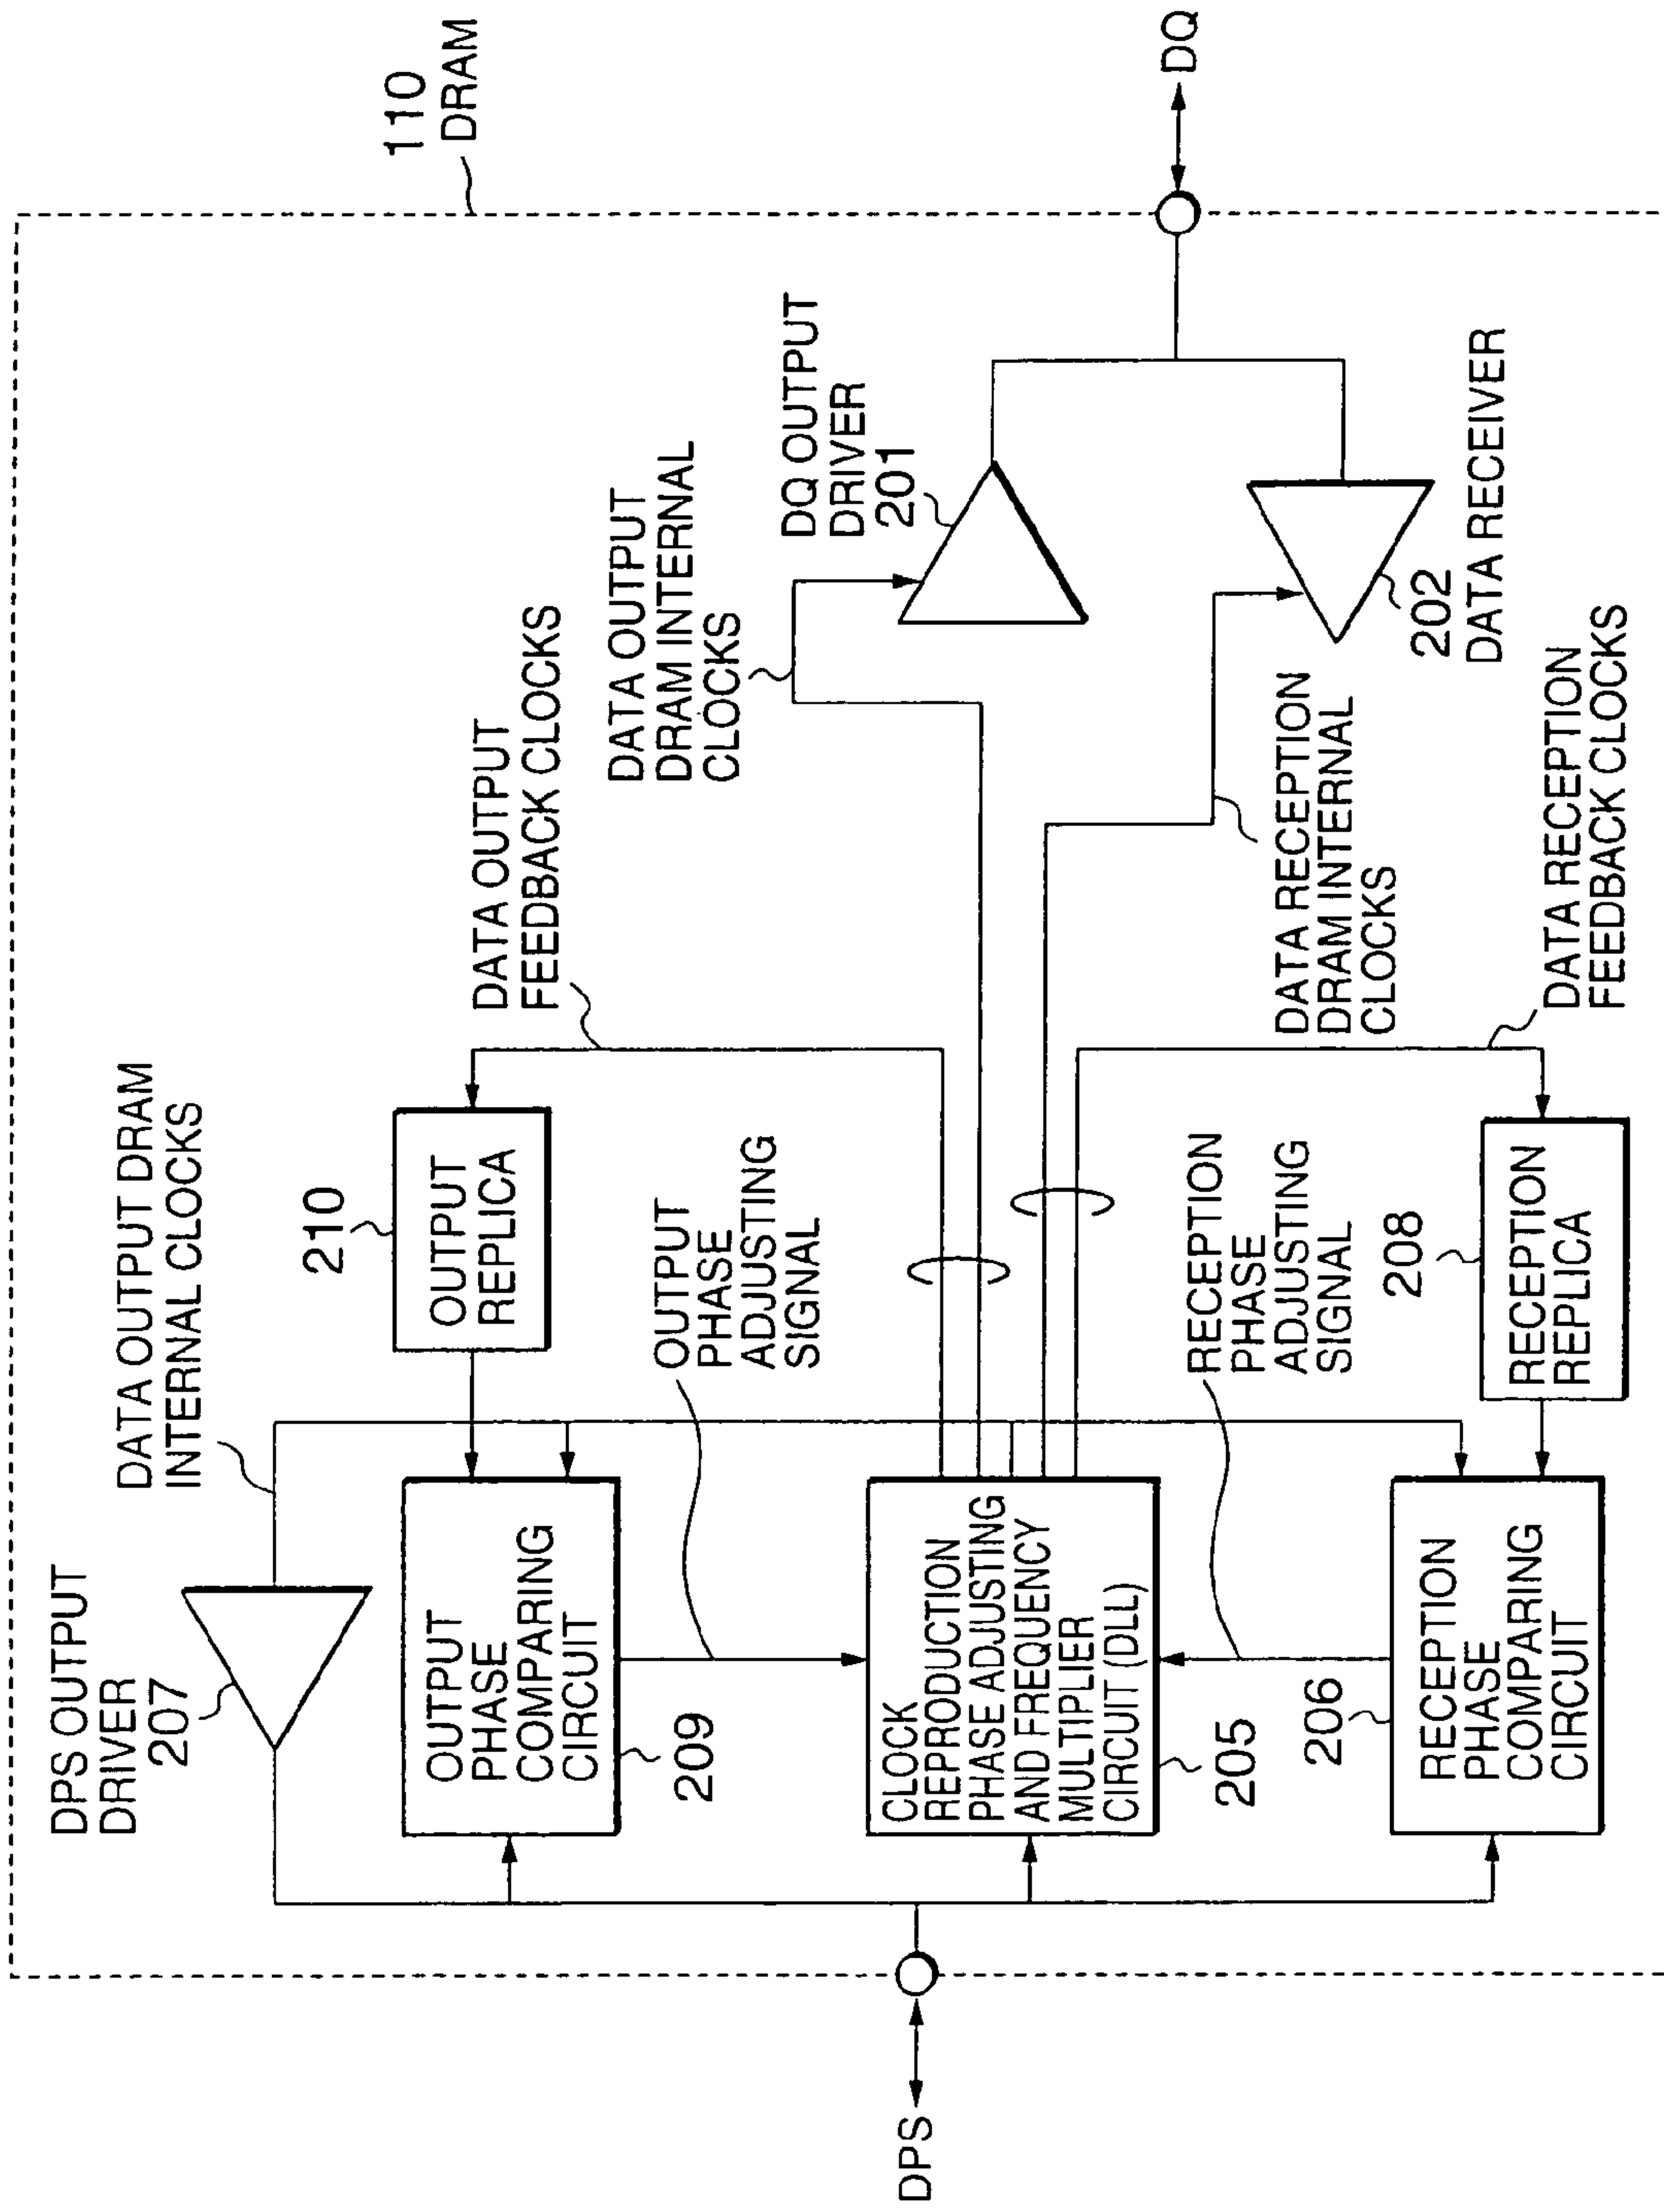 110
DRAM
DPS OUTPUT
DRIVER
207
DATA OUTPUT DRAM
INTERNAL CLOCKS
210
OUTPUT
REPLICA
DATA OUTPUT
FEEDBACK CLOCKS
DATA OUTPUT
DRAM INTERNAL
CLOCKS
DQ OUTPUT
DRIVER
201
OUTPUT
PHASE
COMPARING
CIRCUIT
209
OUTPUT
PHASE
ADJUSTING
SIGNAL
DPS
CLOCK
REPRODUCTION
PHASE ADJUSTING
AND FREQUENCY
MULTIPLIER
CIRCUIT (DLL)
205
DQ
RECEPTION
PHASE
ADJUSTING
SIGNAL
DATA RECEPTION
DRAM INTERNAL
CLOCKS
202
DATA RECEIVER
206
RECEPTION
PHASE
COMPARING
CIRCUIT
208
RECEPTION
REPLICA
DATA RECEPTION
FEEDBACK CLOCKS